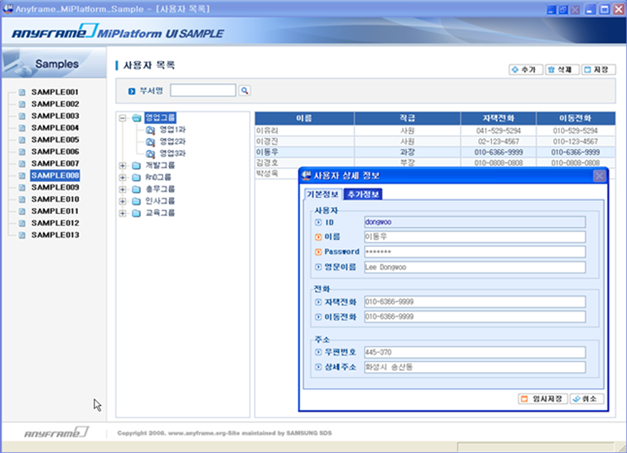 Anyframe_MiPlatform_Sample - [사용자 목록]
ANYFRAME MiPlatform UI SAMPLE
Samples
SAMPLE001
SAMPLE002
SAMPLE003
SAMPLE004
SAMPLE005
SAMPLE006
SAMPLE007
SAMPLE008
SAMPLE009
SAMPLE010
SAMPLE011
SAMPLE012
SAMPLE013
사용자 목록
추가 삭제 저장
부서명
영업그룹
영업1과
영업2과
영업3과
개발그룹
RnD그룹
총무그룹
인사그룹
교육그룹
이름 직급 자택전화 이동전화
이유리 사원 041-529-5294 010-529-5294
이경진 사원 02-123-4567 010-123-4567
이동우 과장 010-6366-9999 010-6366-9999
김경호 부장 010-0808-0808 010-0808-0808
박성욱
사용자 상세 정보
기본정보 추가정보
사용자
ID dongwoo
이름 이동우
Password *******
영문이름 Lee Dongwoo
전화
자택전화 010-6366-9999
이동전화 010-6366-9999
주소
우편번호 445-370
상세주소 화성시 송산동
임시저장 취소
ANYFRAME Copyright 2008. www.anyframe.org-Site maintained by SAMSUNG SDS